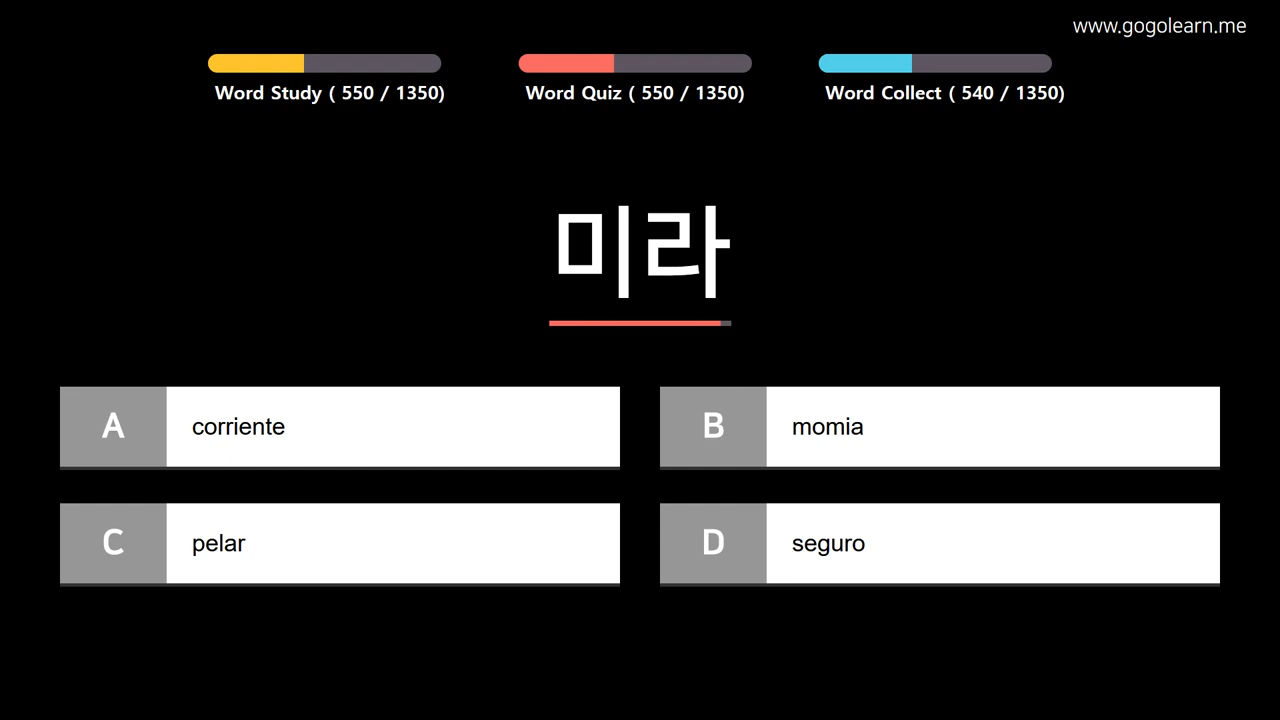 www.gogolearn.me
Word Study ( 550 / 1350)
Word Quiz ( 550 / 1350)
Word Collect ( 540 / 1350)
미라
A corriente
B momia
C pelar
D seguro